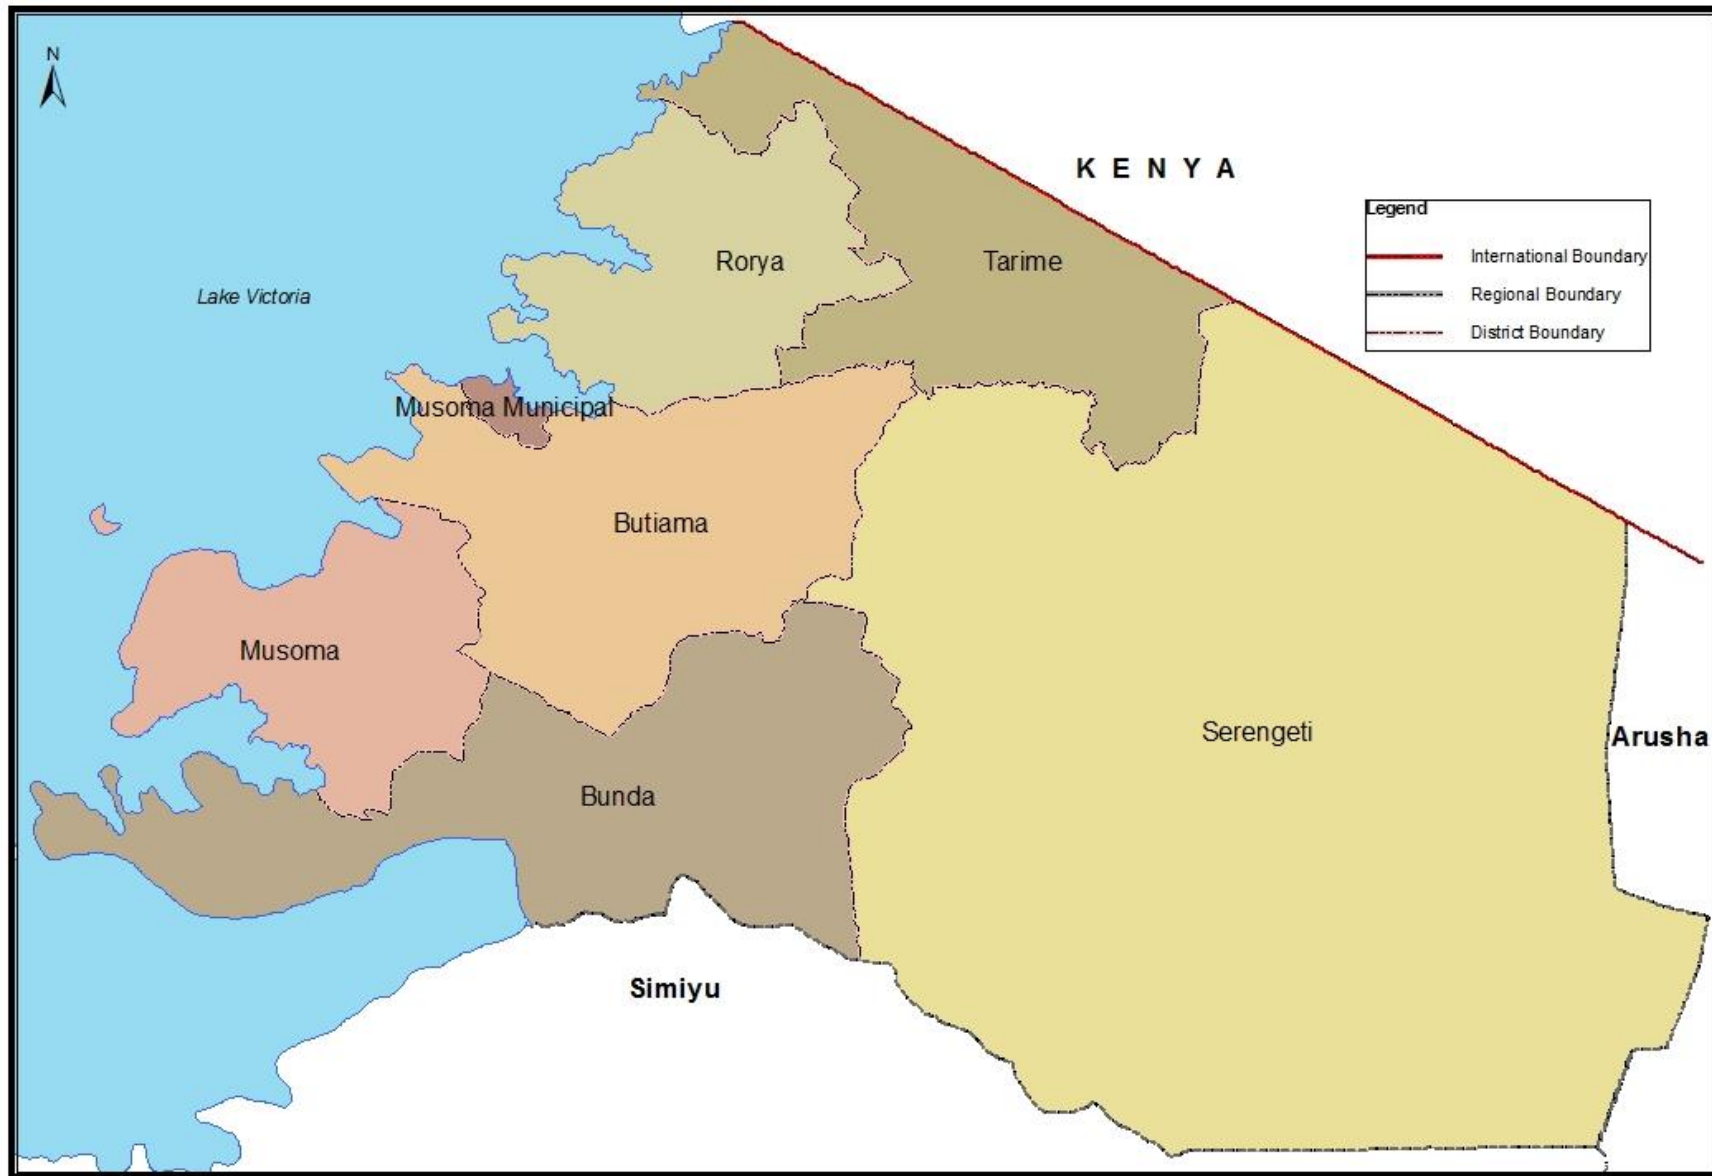 N
K E N Y A
Legend
International Boundary
Regional Boundary
District Boundary
Rorya
Tarime
Lake Victoria
Musoma Municipal
Butiama
Musoma
Serengeti
Arusha
Bunda
Simiyu